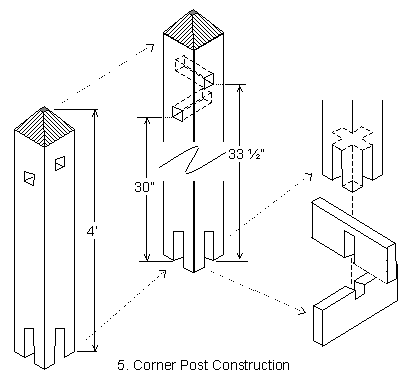 4'
30"
33 ½"
5. Corner Post Construction